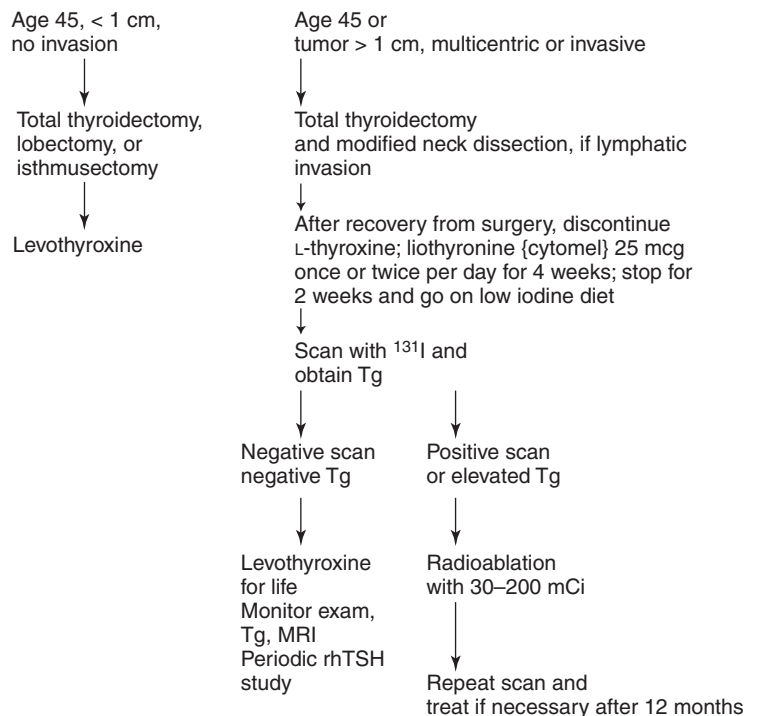 Age 45, < 1 cm,
no invasion
Total thyroidectomy,
lobectomy, or
isthmusectomy
Levothyroxine
Age 45 or
tumor > 1 cm, multicentric or invasive
Total thyroidectomy
and modified neck dissection, if lymphatic
invasion
After recovery from surgery, discontinue
L-thyroxine; liothyronine {cytomel} 25 mcg
once or twice per day for 4 weeks; stop for
2 weeks and go on low iodine diet
Scan with ¹³¹I and
obtain Tg
Negative scan
negative Tg
Levothyroxine
for life
Monitor exam,
Tg, MRI
Periodic rhTSH
study
Positive scan
or elevated Tg
Radioablation
with 30–200 mCi
Repeat scan and
treat if necessary after 12 months